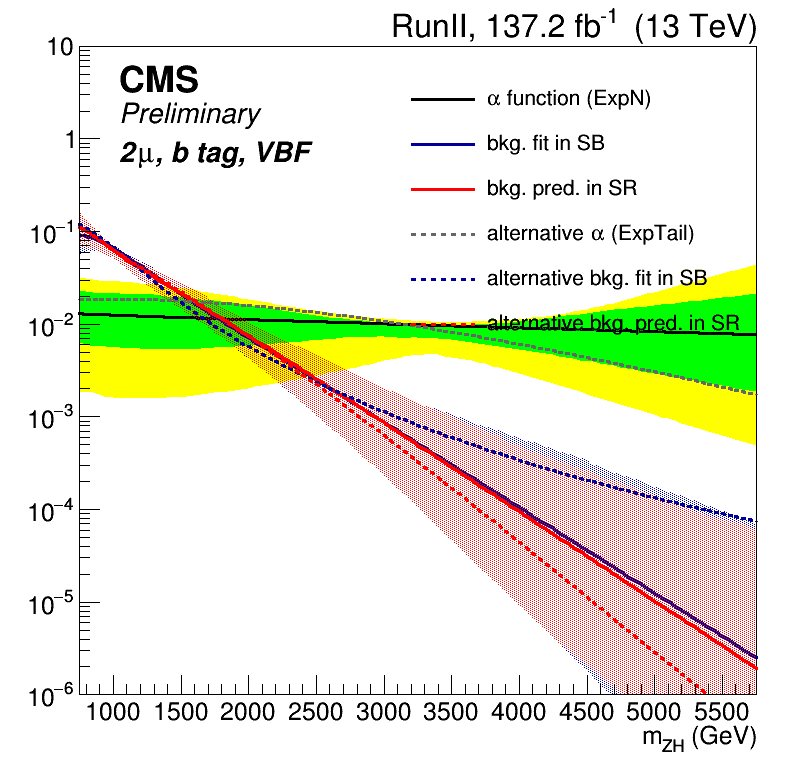 RunII, 137.2 fb-1 (13 TeV)
CMS
Preliminary
2μ, b tag, VBF
α function (ExpN)
bkg. fit in SB
bkg. pred. in SR
alternative α (ExpTail)
alternative bkg. fit in SB
alternative bkg. pred. in SR
10
1
10−1
10−2
10−3
10−4
10−5
10−6
1000 1500 2000 2500 3000 3500 4000 4500 5000 5500
mZH (GeV)